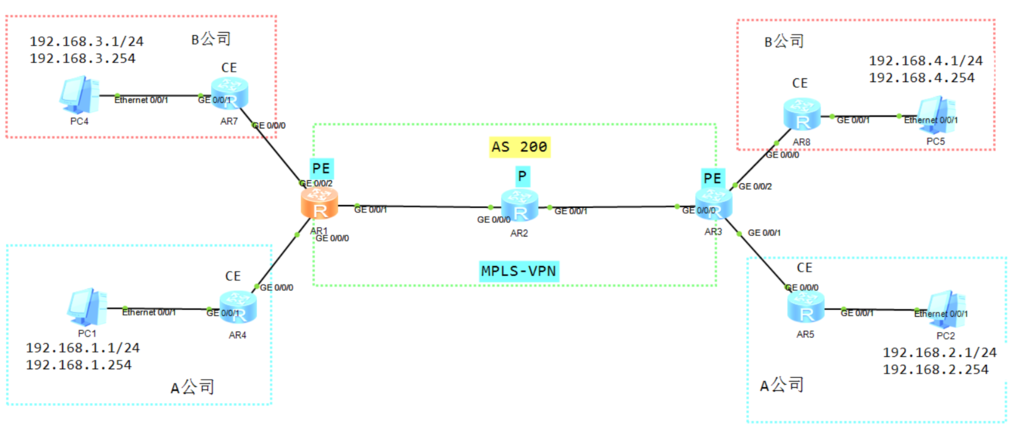 192.168.3.1/24
192.168.3.254
B公司
CE
PC4
Ethernet 0/0/1
GE 0/0/1
AR7
GE 0/0/0
B公司
192.168.4.1/24
192.168.4.254
CE
GE 0/0/1
Ethernet 0/0/1
AR8
PC5
GE 0/0/0
AS 200
PE
P
PE
GE 0/0/2
GE 0/0/2
R
GE 0/0/1
GE 0/0/0
GE 0/0/1
GE 0/0/0
AR1
AR2
AR3
GE 0/0/0
GE 0/0/1
MPLS-VPN
CE
GE 0/0/0
PC1
Ethernet 0/0/1
GE 0/0/1
AR4
192.168.1.1/24
192.168.1.254
A公司
CE
GE 0/0/0
GE 0/0/1
Ethernet 0/0/1
AR5
PC2
192.168.2.1/24
192.168.2.254
A公司